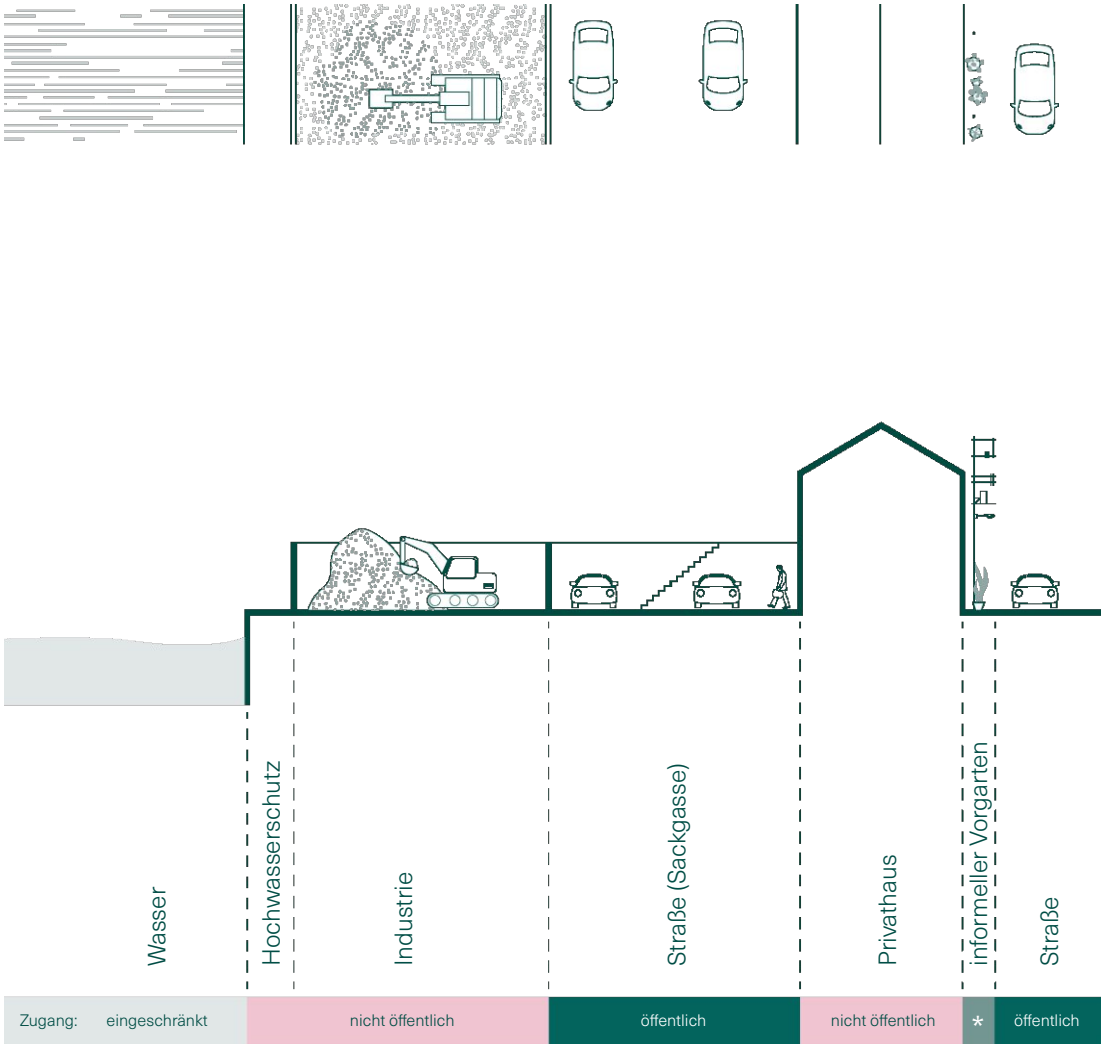 Wasser
Hochwasserschutz
Industrie
Straße (Sackgasse)
Privathaus
informeller Vorgarten
Straße
Zugang: eingeschränkt nicht öffentlich öffentlich nicht öffentlich * öffentlich